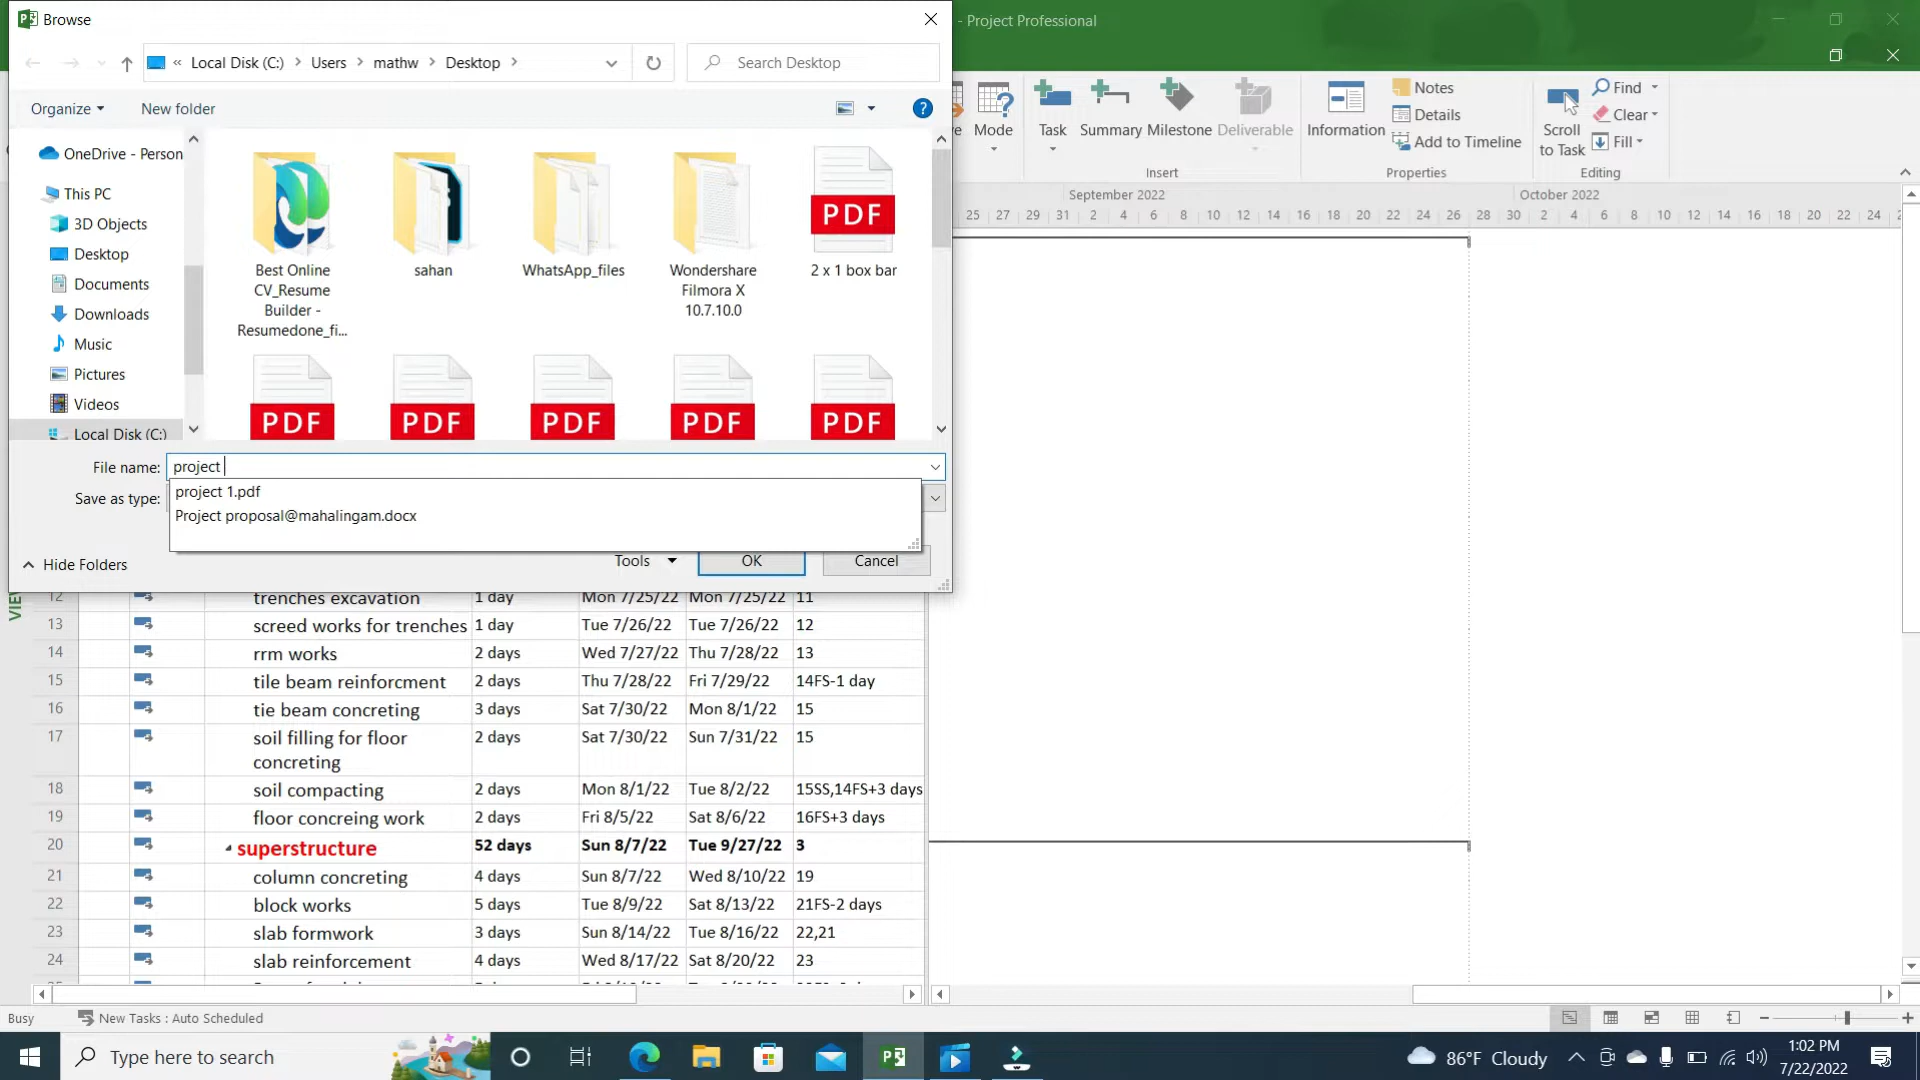 Browse
- Project Professional
« Local Disk (C:) > Users > mathw > Desktop >
Search Desktop
Organize
New folder
OneDrive - Person
This PC
3D Objects
Desktop
Documents
Downloads
Music
Pictures
Videos
Local Disk (C:)
Best Online
CV_Resume
Builder -
Resumedone_fi...
sahan
WhatsApp_files
Wondershare
Filmora X
10.7.10.0
PDF
2 x 1 box bar
PDF
PDF
PDF
PDF
PDF
File name: project
Save as type:
project 1.pdf
Project proposal@mahalingam.docx
Hide Folders
Tools
OK
Cancel
Mode
Task
Summary
Milestone
Deliverable
Insert
Information
Notes
Details
Add to Timeline
Properties
Scroll
to Task
Find
Clear
Fill
Editing
September 2022
October 2022
25 27 29 31 2 4 6 8 10 12 14 16 18 20 22 24 26 28 30 2 4 6 8 10 12 14 16 18 20 22 24
12 trenches excavation 1 day Mon 7/25/22 Mon 7/25/22 11
13 screed works for trenches 1 day Tue 7/26/22 Tue 7/26/22 12
14 rrm works 2 days Wed 7/27/22 Thu 7/28/22 13
15 tile beam reinforcment 2 days Thu 7/28/22 Fri 7/29/22 14FS-1 day
16 tie beam concreting 3 days Sat 7/30/22 Mon 8/1/22 15
17 soil filling for floor 2 days Sat 7/30/22 Sun 7/31/22 15
concreting
18 soil compacting 2 days Mon 8/1/22 Tue 8/2/22 15SS,14FS+3 days
19 floor concreing work 2 days Fri 8/5/22 Sat 8/6/22 16FS+3 days
20 superstructure 52 days Sun 8/7/22 Tue 9/27/22 3
21 column concreting 4 days Sun 8/7/22 Wed 8/10/22 19
22 block works 5 days Tue 8/9/22 Sat 8/13/22 21FS-2 days
23 slab formwork 3 days Sun 8/14/22 Tue 8/16/22 22,21
24 slab reinforcement 4 days Wed 8/17/22 Sat 8/20/22 23
Busy
New Tasks : Auto Scheduled
Type here to search
86°F Cloudy
1:02 PM
7/22/2022